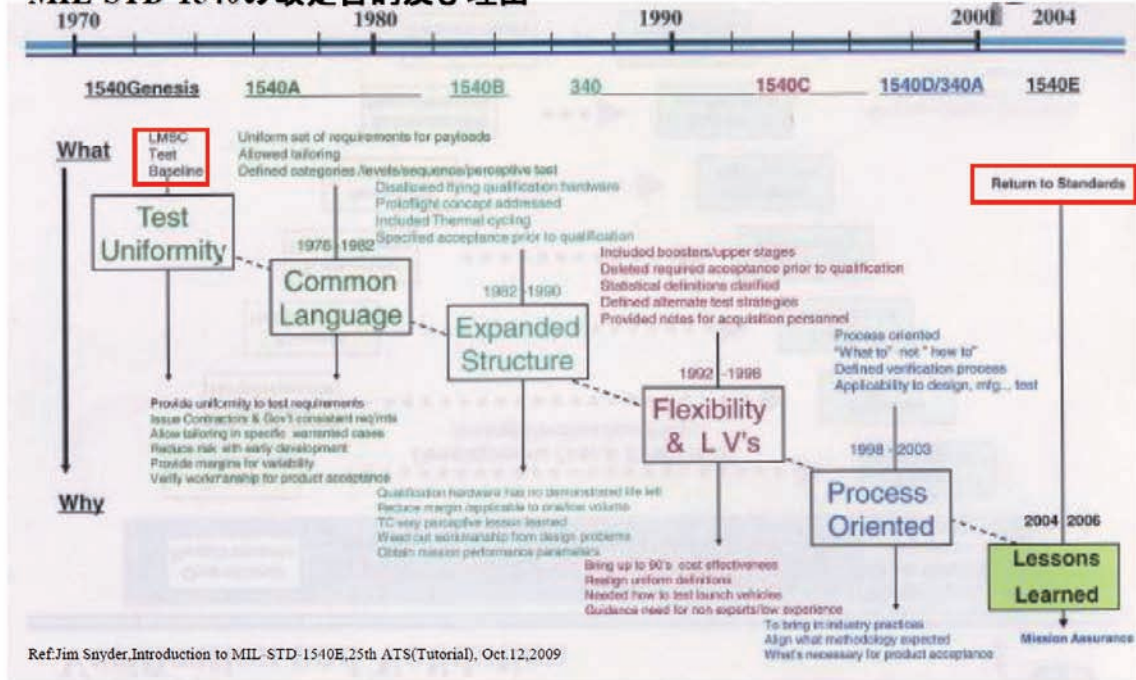 MIL-STD-1540の改定目的及び理由
1970 1980 1990 2000 2004
1540Genesis 1540A 1540B 340 1540C 1540D/340A 1540E
What
LMSC
Test
Baseline
Uniform set of requirements for payloads
Allowed tailoring
Defined categories /levels/sequence/perceptive test
Disallowed flying qualification hardware
Protoflight concept addressed
Included Thermal cycling
Specified acceptance prior to qualification
Return to Standards
Test
Uniformity
1976-1982
Common
Language
Included boosters/upper stages
Deleted required acceptance prior to qualification
Statistical definitions clarified
Defined alternate test strategies
Provided notes for acquisition personnel
1982-1990
Expanded
Structure
Process oriented
"What to" not "how to"
Defined verification process
Applicability to design, mfg., test
1992-1998
Flexibility
& L V's
Provide uniformity to test requirements
Issue Contractors & Gov't consistent req'mts
Allow tailoring in specific warranted cases
Reduce risk with early development
Provide margins for variability
Verify workmanship for product acceptance
1998-2003
Process
Oriented
Why
Qualification hardware has no demonstrated life left
Reduce margin applicable to one/low volume
TC very perceptive lesson learned
Weed out workmanship from design problems
Obtain mission performance parameters
2004 2006
Lessons
Learned
Bring up to 90's cost effectiveness
Realign uniform definitions
Needed how to test launch vehicles
Guidance need for non experts/low experience
To bring in industry practices
Align what methodology expected
What's necessary for product acceptance
Mission Assurance
Ref:Jim Snyder,Introduction to MIL-STD-1540E,25th ATS(Tutorial), Oct.12,2009